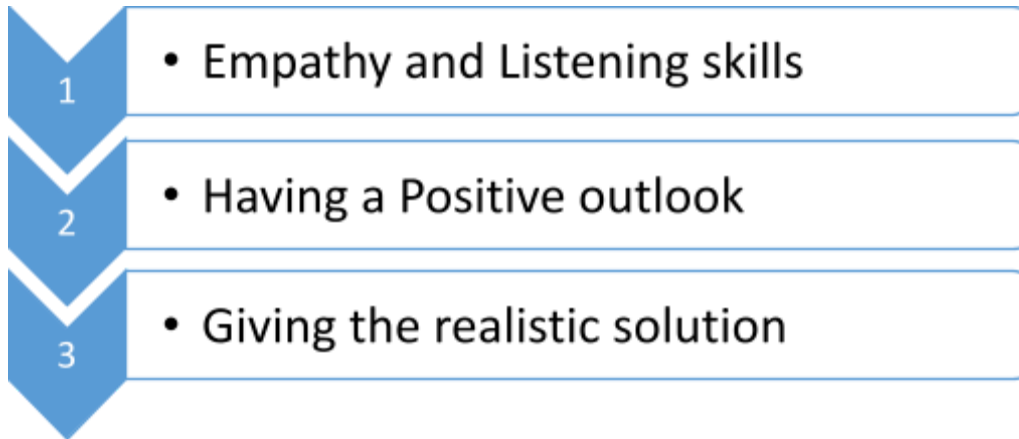 1
• Empathy and Listening skills
2
• Having a Positive outlook
3
• Giving the realistic solution